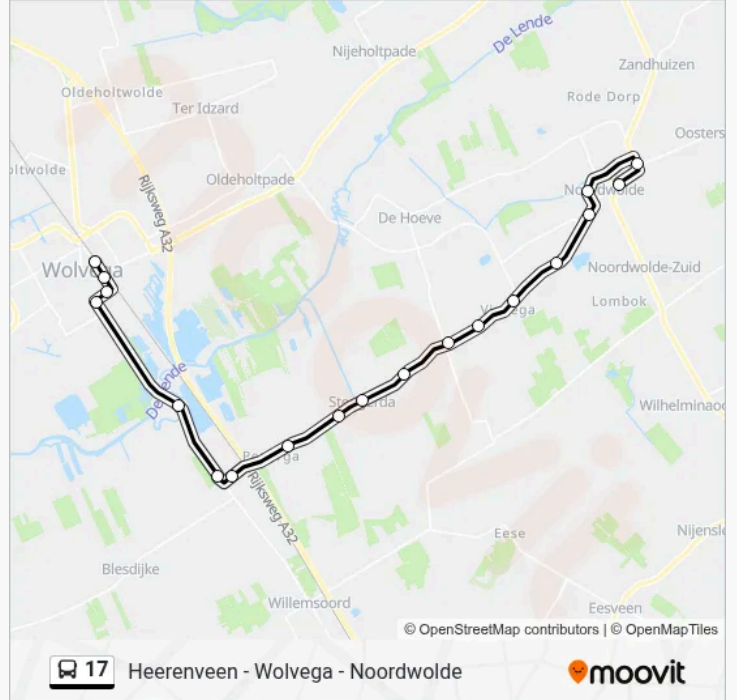 De Lende
Nijeholtpade
Zandhuizen
Oldeholtwolde
Rode Dorp
Ter Idzard
Oosters
oltwolde
Oldeholtpade
Rijksweg A32
De Hoeve
Noordwolde
Wolvega
Noordwolde-Zuid
Lombok
De Lende
Wilhelminaoo
Rijksweg A32
Eese
Nijensle
Blesdijke
Willemsoord
Eesveen
© OpenStreetMap contributors | © OpenMapTiles
17 Heerenveen - Wolvega - Noordwolde
moovit